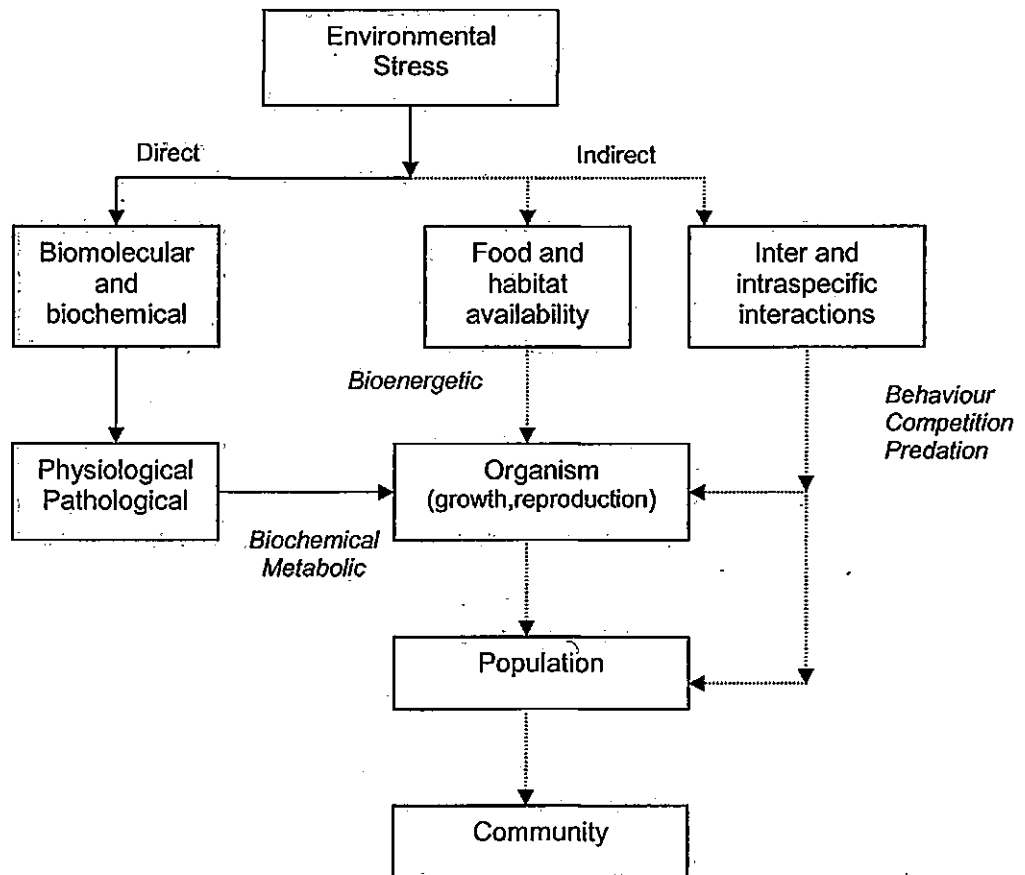 Environmental
Stress
Direct
Indirect
Biomolecular
and
biochemical
Food and
habitat
availability
Inter and
intraspecific
interactions
Bioenergetic
Behaviour
Competition
Predation
Physiological
Pathological
Organism
(growth,reproduction)
Biochemical
Metabolic
Population
Community